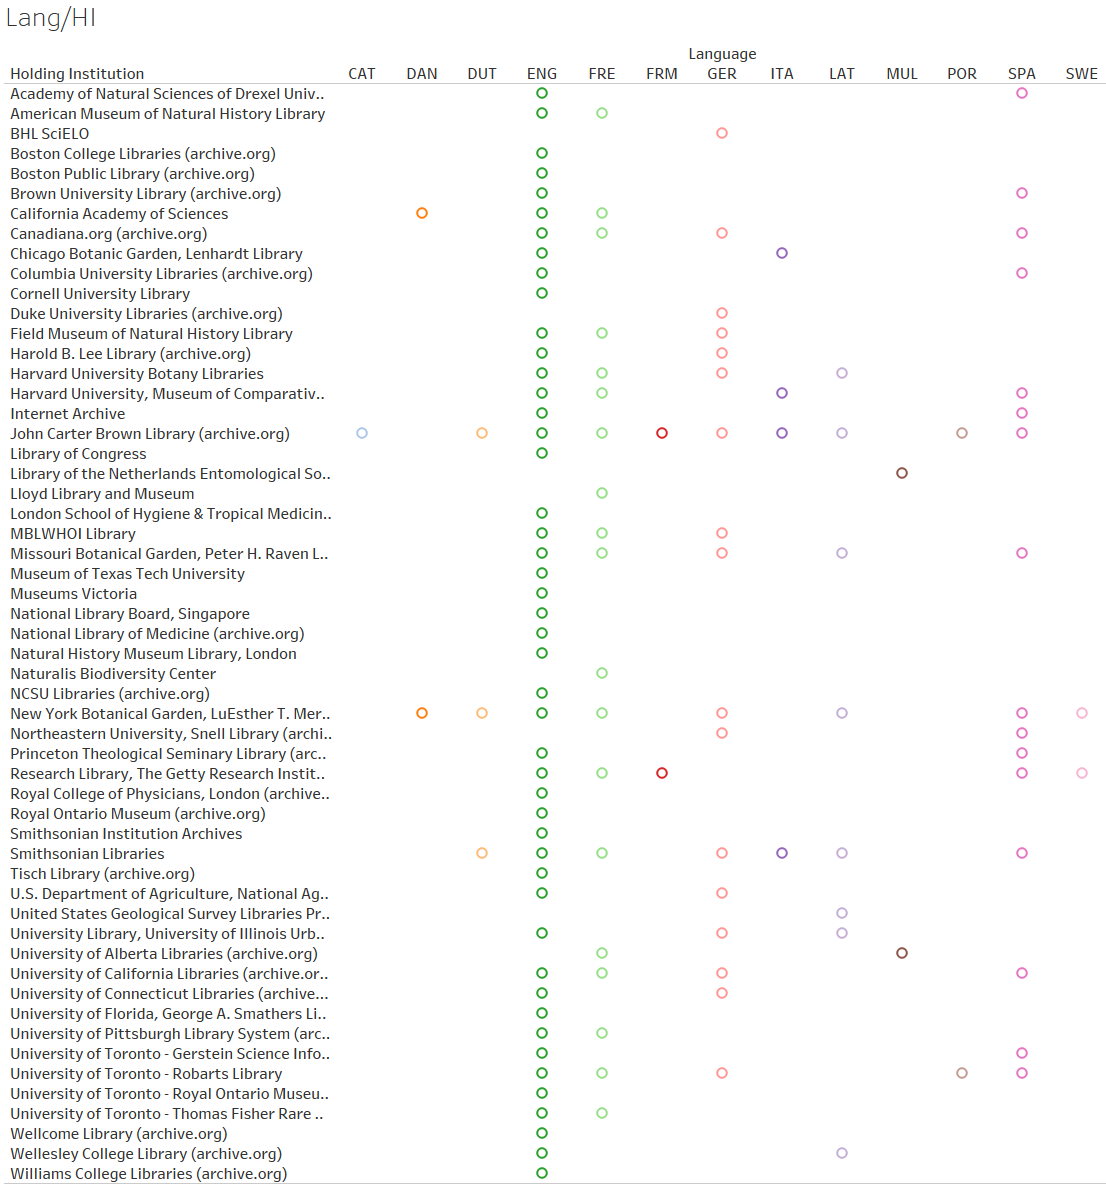 Lang/HI
Language
Holding Institution CAT DAN DUT ENG FRE FRM GER ITA LAT MUL POR SPA SWE
Academy of Natural Sciences of Drexel Univ..
American Museum of Natural History Library
BHL SciELO
Boston College Libraries (archive.org)
Boston Public Library (archive.org)
Brown University Library (archive.org)
California Academy of Sciences
Canadiana.org (archive.org)
Chicago Botanic Garden, Lenhardt Library
Columbia University Libraries (archive.org)
Cornell University Library
Duke University Libraries (archive.org)
Field Museum of Natural History Library
Harold B. Lee Library (archive.org)
Harvard University Botany Libraries
Harvard University, Museum of Comparativ..
Internet Archive
John Carter Brown Library (archive.org)
Library of Congress
Library of the Netherlands Entomological So..
Lloyd Library and Museum
London School of Hygiene & Tropical Medicin..
MBLWHOI Library
Missouri Botanical Garden, Peter H. Raven L..
Museum of Texas Tech University
Museums Victoria
National Library Board, Singapore
National Library of Medicine (archive.org)
Natural History Museum Library, London
Naturalis Biodiversity Center
NCSU Libraries (archive.org)
New York Botanical Garden, LuEsther T. Mer..
Northeastern University, Snell Library (archi..
Princeton Theological Seminary Library (arc..
Research Library, The Getty Research Instit..
Royal College of Physicians, London (archive..
Royal Ontario Museum (archive.org)
Smithsonian Institution Archives
Smithsonian Libraries
Tisch Library (archive.org)
U.S. Department of Agriculture, National Ag..
United States Geological Survey Libraries Pr..
University Library, University of Illinois Urb..
University of Alberta Libraries (archive.org)
University of California Libraries (archive.or..
University of Connecticut Libraries (archive...
University of Florida, George A. Smathers Li..
University of Pittsburgh Library System (arc..
University of Toronto - Gerstein Science Info..
University of Toronto - Robarts Library
University of Toronto - Royal Ontario Museu..
University of Toronto - Thomas Fisher Rare ..
Wellcome Library (archive.org)
Wellesley College Library (archive.org)
Williams College Libraries (archive.org)